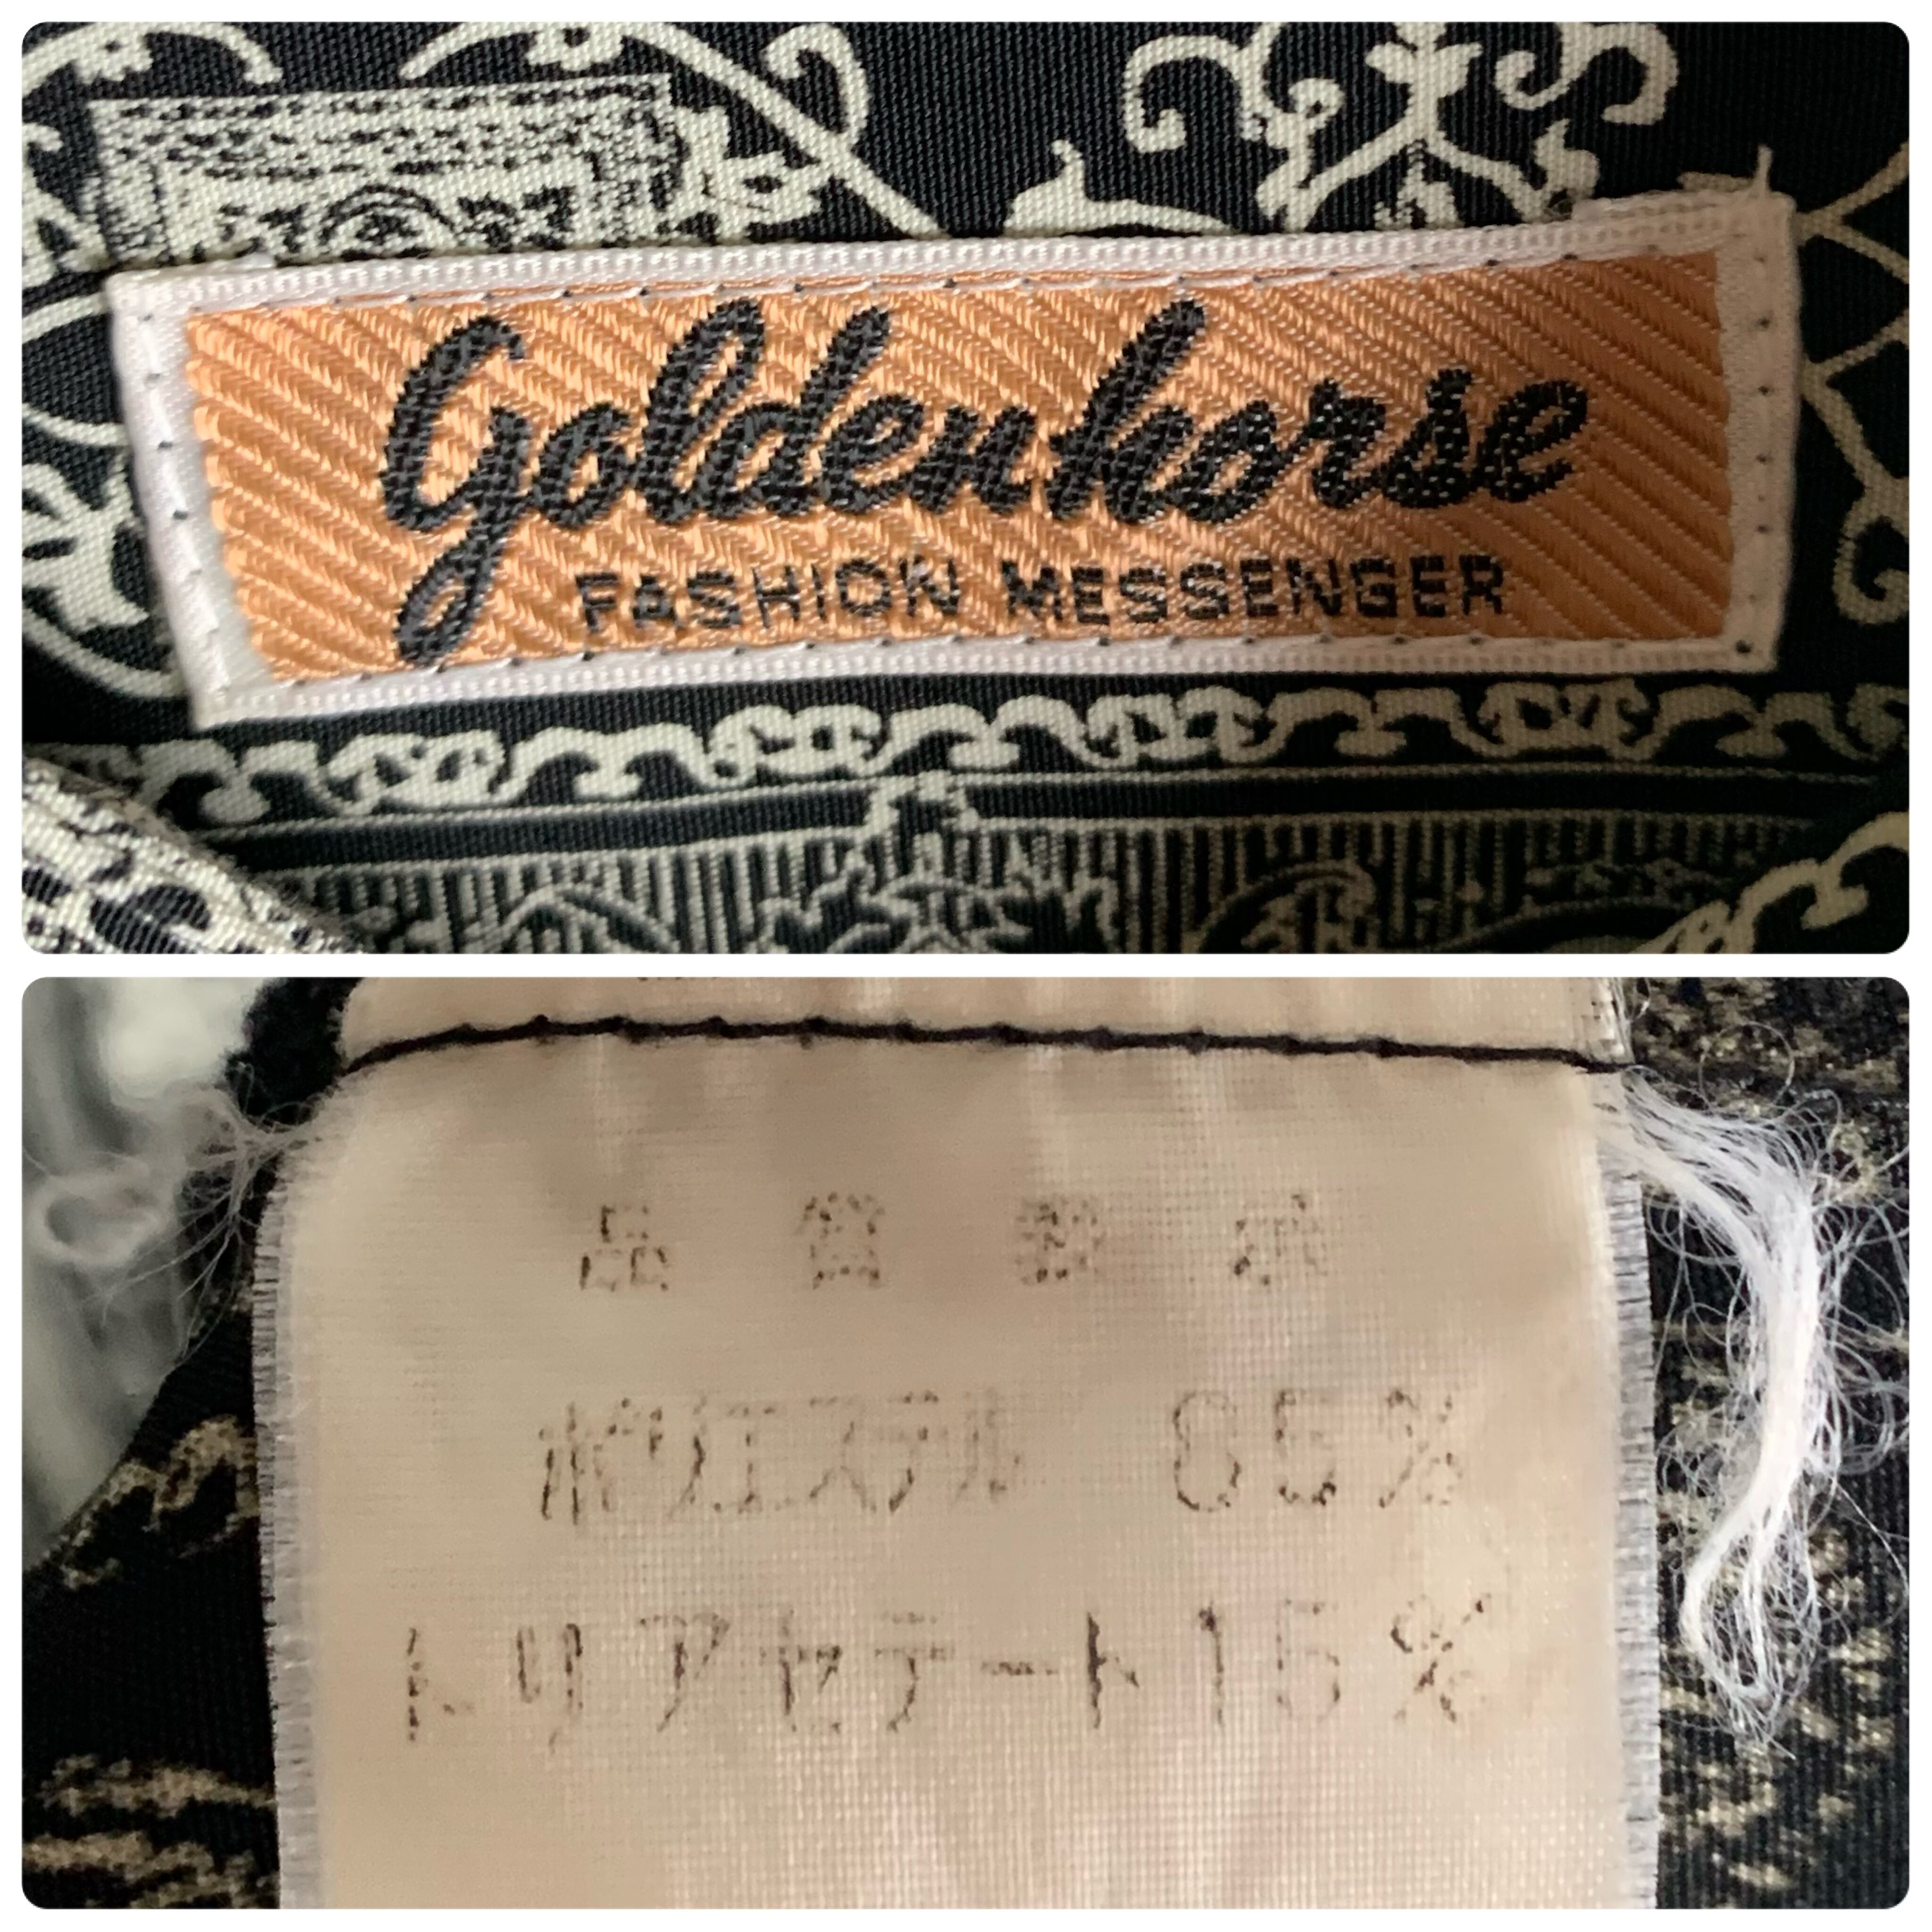 Goldenhorse
FASHION MESSENGER
品質表示
ポリエステル 85%
トリアセテート15%